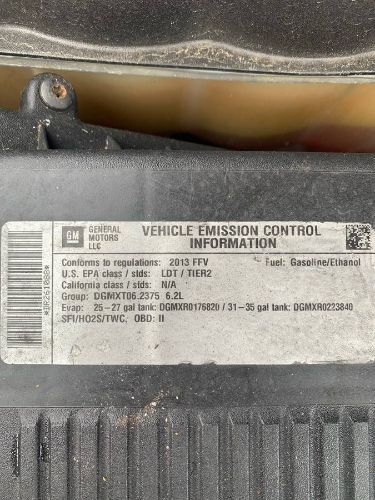 GM
GENERAL
MOTORS
LLC
VEHICLE EMISSION CONTROL
INFORMATION
Conforms to regulations: 2013 FFV Fuel: Gasoline/Ethanol
U.S. EPA class / stds: LDT / TIER2
California class / stds: N/A
Group: DGMXT06.2375 6.2L
Evap: 25-27 gal tank: DGMXR0176820 / 31-35 gal tank: DGMXR0223840
SFI/HO2S/TWC, OBD: II